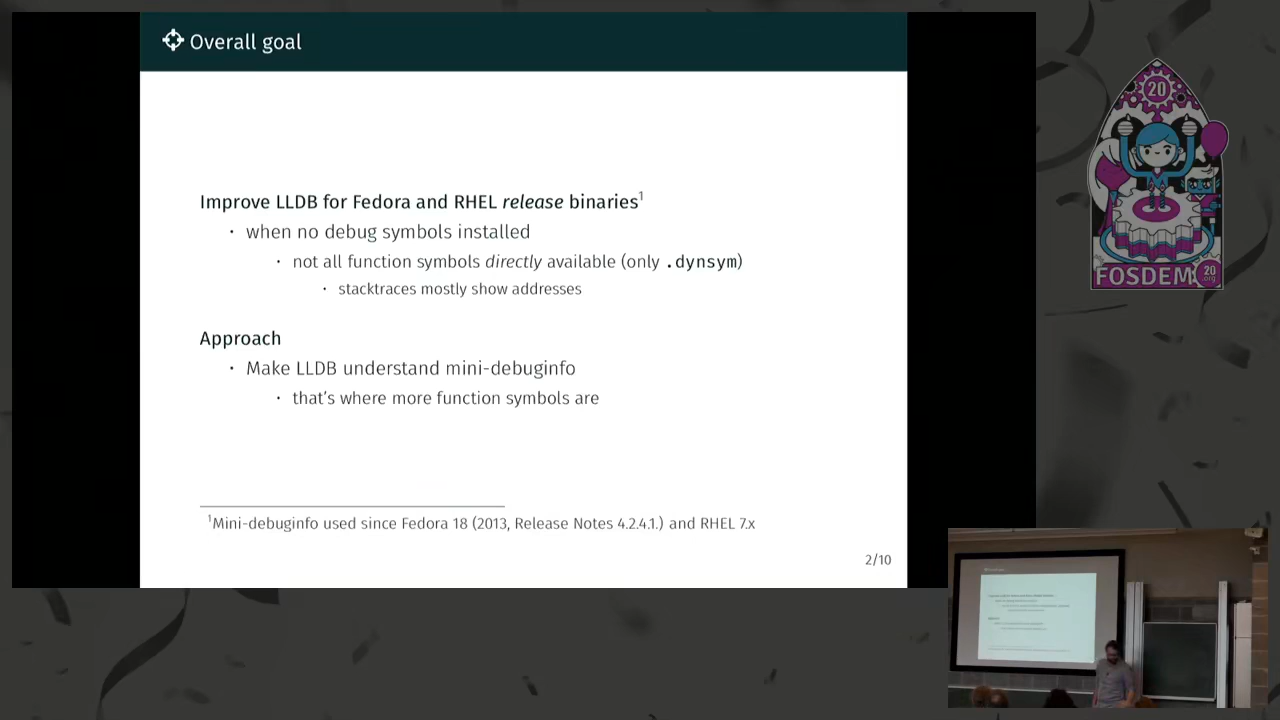 Overall goal
Improve LLDB for Fedora and RHEL release binaries1
• when no debug symbols installed
• not all function symbols directly available (only .dynsym)
• stacktraces mostly show addresses
Approach
• Make LLDB understand mini-debuginfo
• that's where more function symbols are
1Mini-debuginfo used since Fedora 18 (2013, Release Notes 4.2.4.1.) and RHEL 7.x
2/10
20
FOSDEM
20
.org